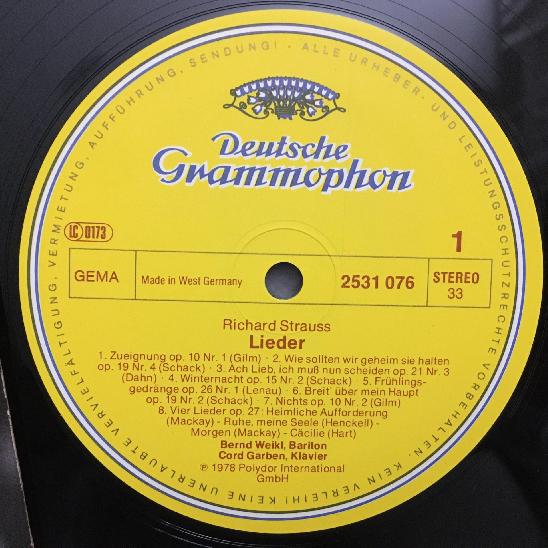 VERVIELFÄLTIGUNG, VERMIETUNG, AUFFÜHRUNG, SENDUNG! · ALLE URHEBER- UND LEISTUNGSSCHUTZRECHTE VORBEHALTEN. KEIN VERLEIH! KEINE UNERLAUBTE
Deutsche
Grammophon
LC 0173
1
GEMA
Made in West Germany
2531 076
STEREO
33
Richard Strauss
Lieder
1. Zueignung op. 10 Nr. 1 (Gilm) · 2. Wie sollten wir geheim sie halten
op. 19 Nr. 4 (Schack) · 3. Ach Lieb, ich muß nun scheiden op. 21 Nr. 3
(Dahn) · 4. Winternacht op. 15 Nr. 2 (Schack) · 5. Frühlings-
gedränge op. 26 Nr. 1 (Lenau) · 6. Breit' über mein Haupt
op. 19 Nr. 2 (Schack) · 7. Nichts op. 10 Nr. 2 (Gilm)
8. Vier Lieder op. 27: Heimliche Aufforderung
(Mackay) - Ruhe, meine Seele (Henckell) -
Morgen (Mackay) - Cäcilie (Hart)
Bernd Weikl, Bariton
Cord Garben, Klavier
℗ 1978 Polydor International
GmbH